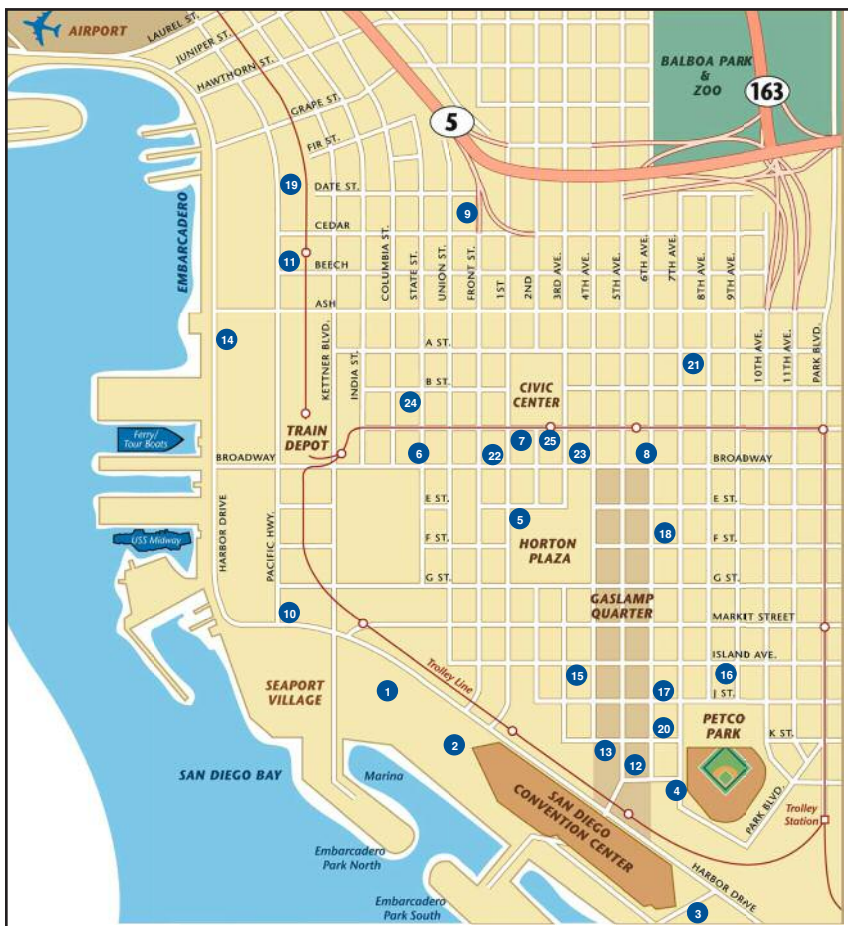 AIRPORT
LAUREL ST.
JUNIPER ST.
HAWTHORN ST.
GRAPE ST.
FIR ST.
BALBOA PARK
&
ZOO
163
5
EMBARCADERO
19
DATE ST.
9
CEDAR
11
BEECH
ASH
COLUMBIA ST.
STATE ST.
UNION ST.
FRONT ST.
1ST
2ND
3RD AVE.
4TH AVE.
5TH AVE.
6TH AVE.
7TH AVE.
8TH AVE.
9TH AVE.
10TH AVE.
11TH AVE.
PARK BLVD.
KETTNER BLVD.
INDIA ST.
14
A ST.
21
B ST.
CIVIC
CENTER
24
TRAIN
DEPOT
Ferry/
Tour Boats
BROADWAY
6
22
7
25
23
8
BROADWAY
E ST.
E ST.
5
18
HARBOR DRIVE
PACIFIC HWY.
USS Midway
F ST.
HORTON
PLAZA
F ST.
G ST.
G ST.
GASLAMP
QUARTER
10
MARKIT STREET
ISLAND AVE.
Trolley Line
15
16
SEAPORT
VILLAGE
1
17
J ST.
PETCO
PARK
20
K ST.
2
13
12
SAN DIEGO BAY
Marina
4
SAN DIEGO
CONVENTION CENTER
PARK BLVD.
Trolley
Station
Embarcadero
Park North
HARBOR DRIVE
Embarcadero
Park South
3